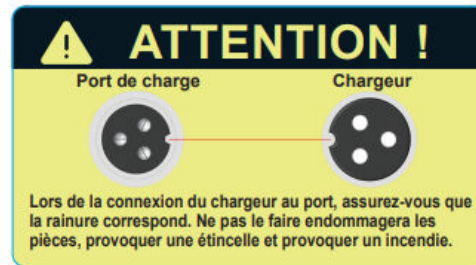 ATTENTION !
Port de charge
Chargeur
Lors de la connexion du chargeur au port, assurez-vous que
la rainure correspond. Ne pas le faire endommagera les
pièces, provoquer une étincelle et provoquer un incendie.